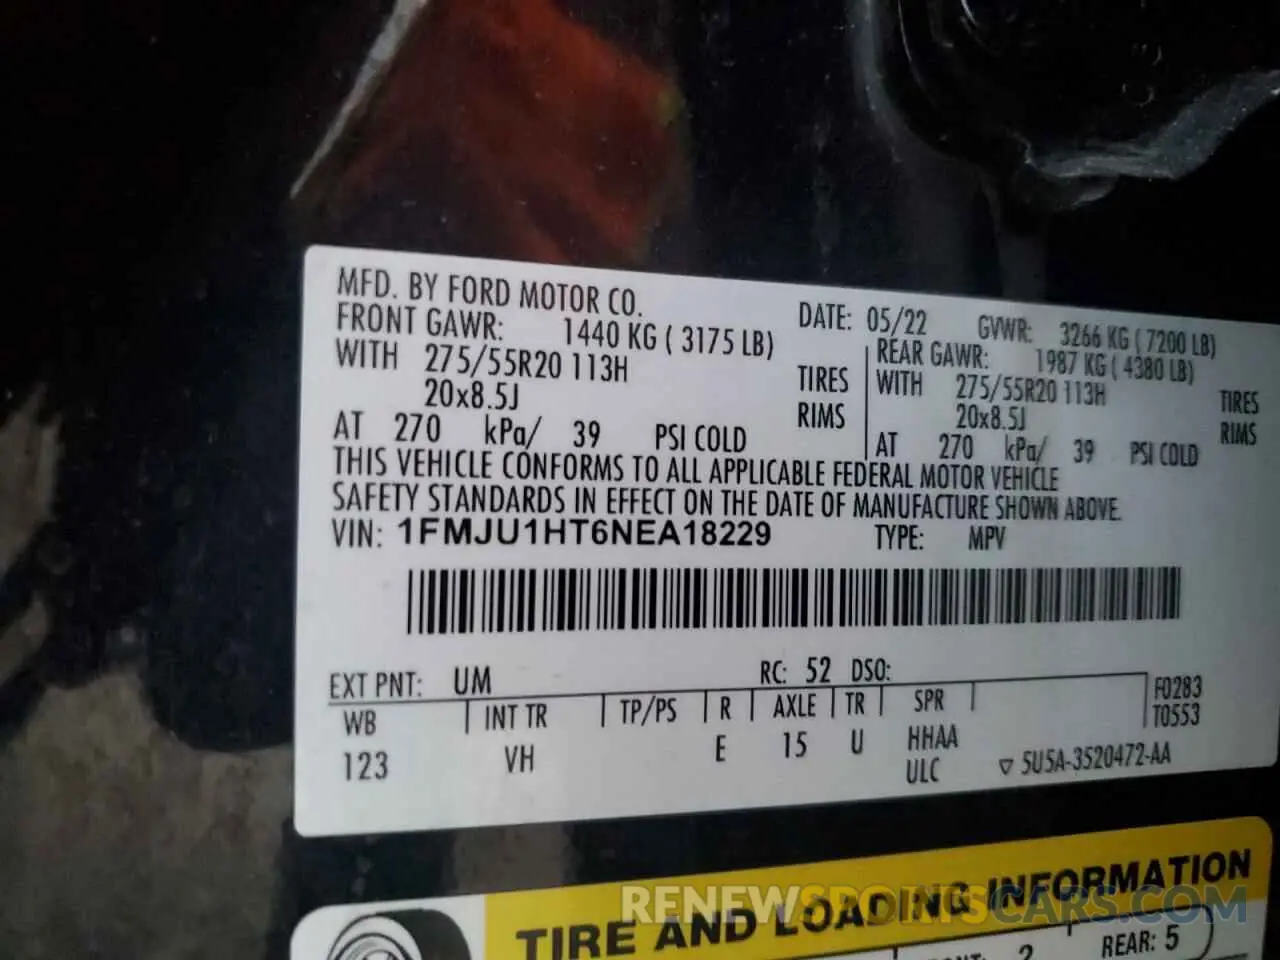 MFD. BY FORD MOTOR CO.
DATE: 05/22 GVWR: 3266 KG ( 7200 LB)
FRONT GAWR: 1440 KG ( 3175 LB)
WITH 275/55R20 113H TIRES
20x8.5J RIMS
AT 270 kPa/ 39 PSI COLD
REAR GAWR: 1987 KG ( 4380 LB)
WITH 275/55R20 113H TIRES
20x8.5J RIMS
AT 270 kPa/ 39 PSI COLD
THIS VEHICLE CONFORMS TO ALL APPLICABLE FEDERAL MOTOR VEHICLE
SAFETY STANDARDS IN EFFECT ON THE DATE OF MANUFACTURE SHOWN ABOVE.
VIN: 1FMJU1HT6NEA18229 TYPE: MPV
EXT PNT: UM RC: 52 DSO:
WB INT TR TP/PS R AXLE TR SPR F0283
T0553
123 VH E 15 U HHAA
ULC ▽ 5U5A-3520472-AA
TIRE AND LOADING INFORMATION
2 REAR: 5
RENEWSPORTSCARS.COM